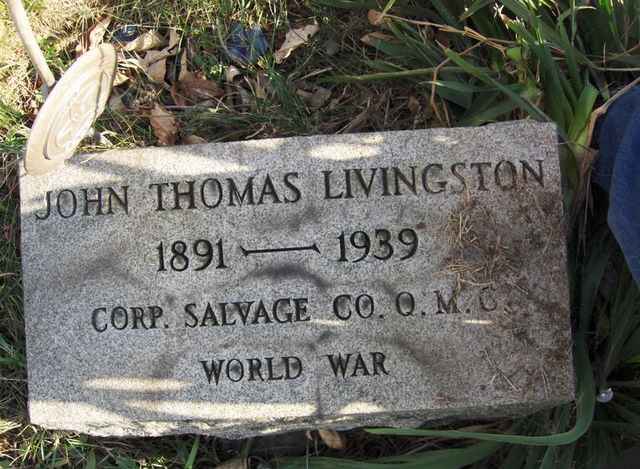 JOHN THOMAS LIVINGSTON
1891 — 1939
CORP. SALVAGE CO. Q. M. C
WORLD WAR